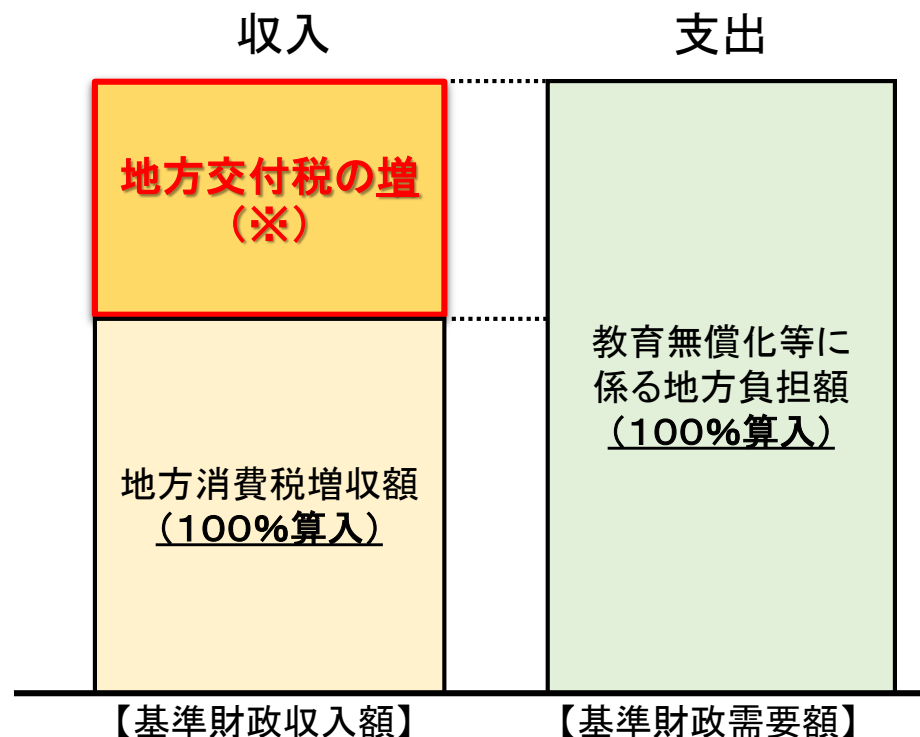 収入
支出
地方交付税の増
(※)
教育無償化等に
係る地方負担額
(100%算入)
地方消費税増収額
(100%算入)
【基準財政収入額】
【基準財政需要額】